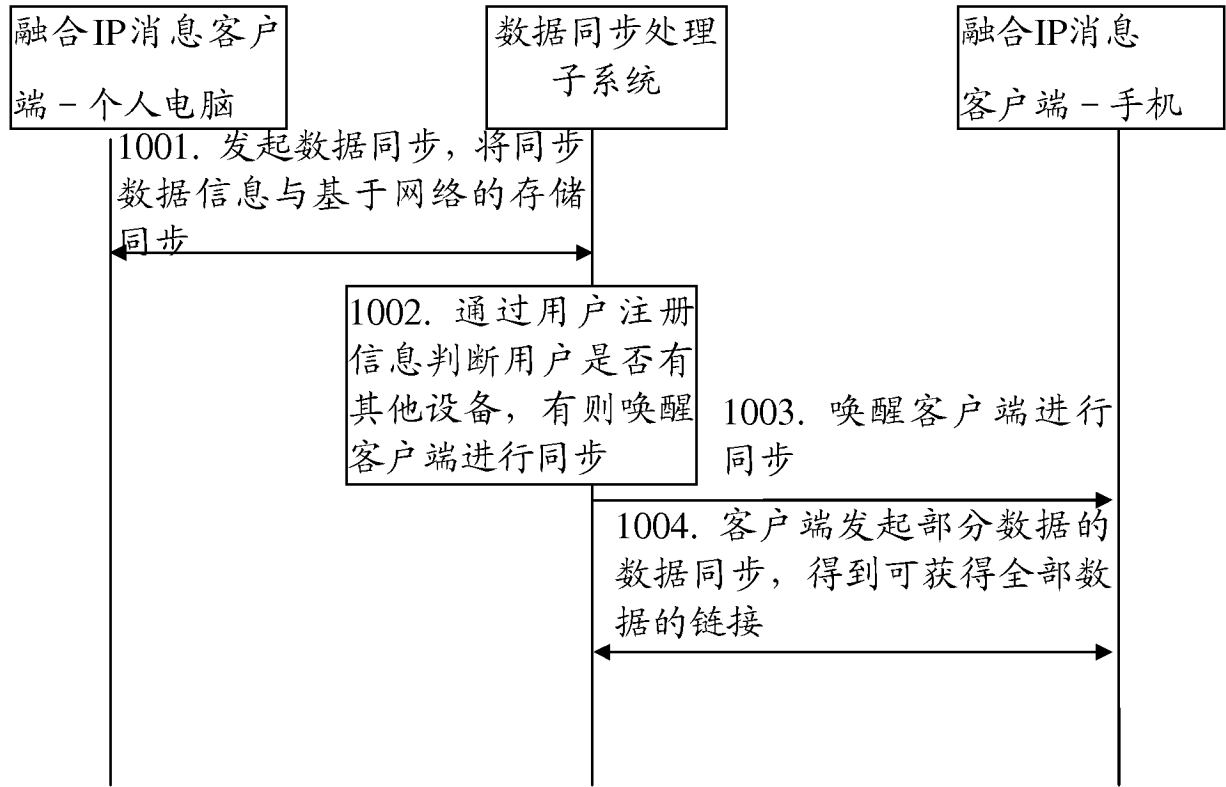 融合IP消息客户
端－个人电脑
数据同步处理
子系统
融合IP消息
客户端－手机
1001. 发起数据同步，将同步
数据信息与基于网络的存储
同步
1002. 通过用户注册
信息判断用户是否有
其他设备，有则唤醒
客户端进行同步
1003. 唤醒客户端进行
同步
1004. 客户端发起部分数据的
数据同步，得到可获得全部数
据的链接